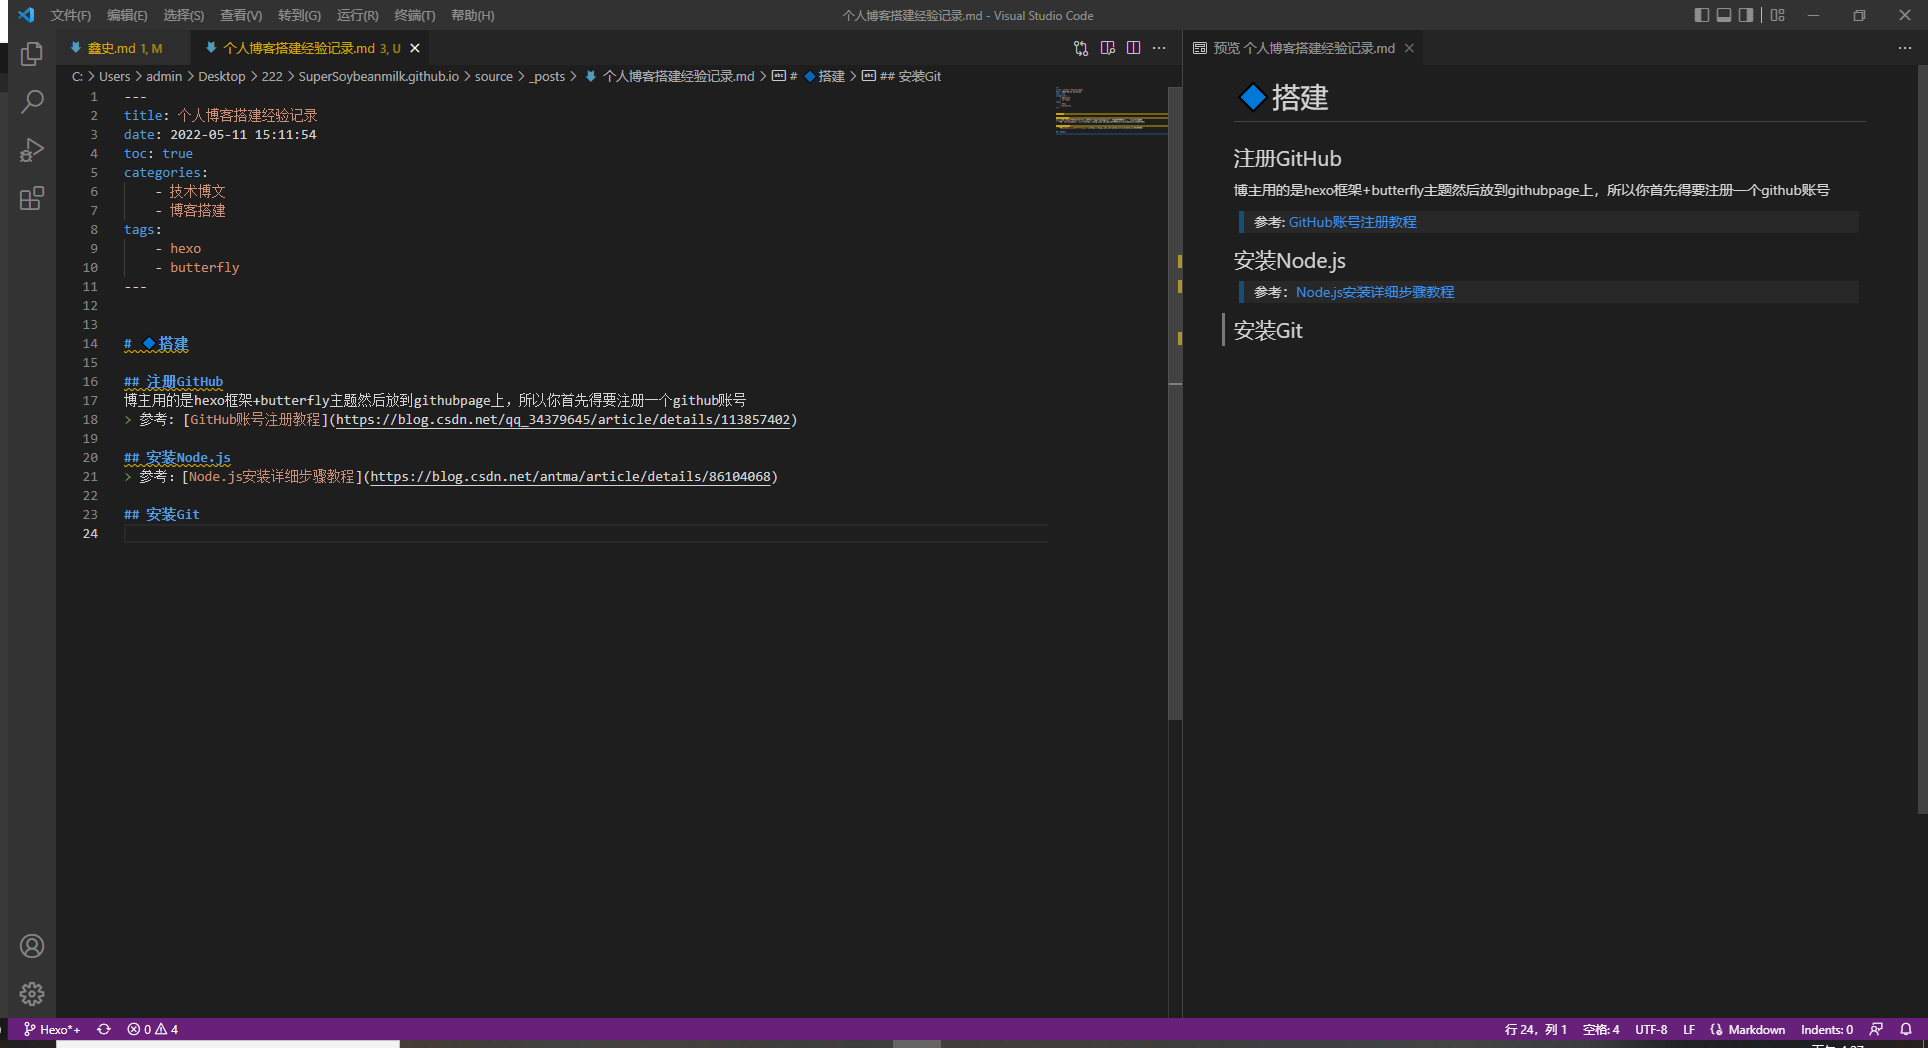 文件(F) 编辑(E) 选择(S) 查看(V) 转到(G) 运行(R) 终端(T) 帮助(H)
个人博客搭建经验记录.md - Visual Studio Code
鑫史.md 1, M
个人博客搭建经验记录.md 3, U
C: > Users > admin > Desktop > 222 > SuperSoybeanmilk.github.io > source > _posts > 个人博客搭建经验记录.md > # 🔷搭建 > ## 安装Git
1 ---
2 title: 个人博客搭建经验记录
3 date: 2022-05-11 15:11:54
4 toc: true
5 categories:
6 - 技术博文
7 - 博客搭建
8 tags:
9 - hexo
10 - butterfly
11 ---
12
13
14 # 🔷搭建
15
16 ## 注册GitHub
17 博主用的是hexo框架+butterfly主题然后放到githubpage上，所以你首先得要注册一个github账号
18 > 参考: [GitHub账号注册教程](https://blog.csdn.net/qq_34379645/article/details/113857402)
19
20 ## 安装Node.js
21 > 参考：[Node.js安装详细步骤教程](https://blog.csdn.net/antma/article/details/86104068)
22
23 ## 安装Git
24
预览 个人博客搭建经验记录.md
🔷搭建
注册GitHub
博主用的是hexo框架+butterfly主题然后放到githubpage上，所以你首先得要注册一个github账号
参考: GitHub账号注册教程
安装Node.js
参考：Node.js安装详细步骤教程
安装Git
Hexo*+ 0 4
行 24，列 1 空格: 4 UTF-8 LF Markdown Indents: 0